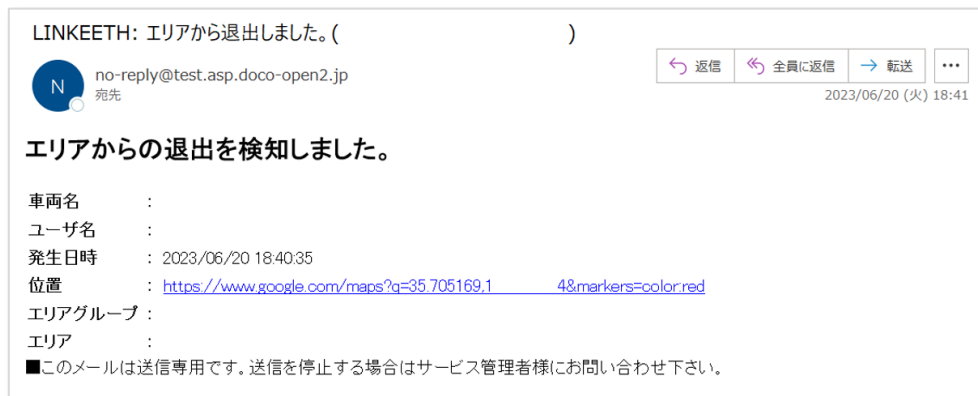 LINKEETH: エリアから退出しました。( )
N
no-reply@test.asp.doco-open2.jp
宛先
返信 全員に返信 転送 …
2023/06/20 (火) 18:41
エリアからの退出を検知しました。
車両名 :
ユーザ名 :
発生日時 : 2023/06/20 18:40:35
位置 : https://www.google.com/maps?q=35.705169,1 4&markers=color:red
エリアグループ :
エリア :
■このメールは送信専用です。送信を停止する場合はサービス管理者様にお問い合わせ下さい。